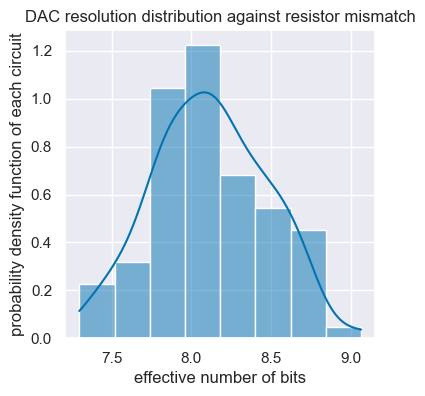 DAC resolution distribution against resistor mismatch
probability density function of each circuit
1.2
1.0
0.8
0.6
0.4
0.2
0.0
7.5 8.0 8.5 9.0
effective number of bits